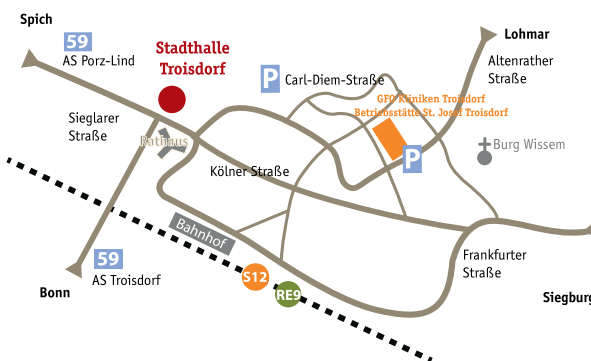 Spich
59
AS Porz-Lind
Stadthalle
Troisdorf
Lohmar
Altenrather
Straße
P
Carl-Diem-Straße
GFO Kliniken Troisdorf
Betriebsstätte St. Josef Troisdorf
Sieglarer
Straße
Rathaus
Burg Wissem
P
Kölner Straße
Bahnhof
59
AS Troisdorf
Bonn
S12
RE9
Frankfurter
Straße
Siegburg